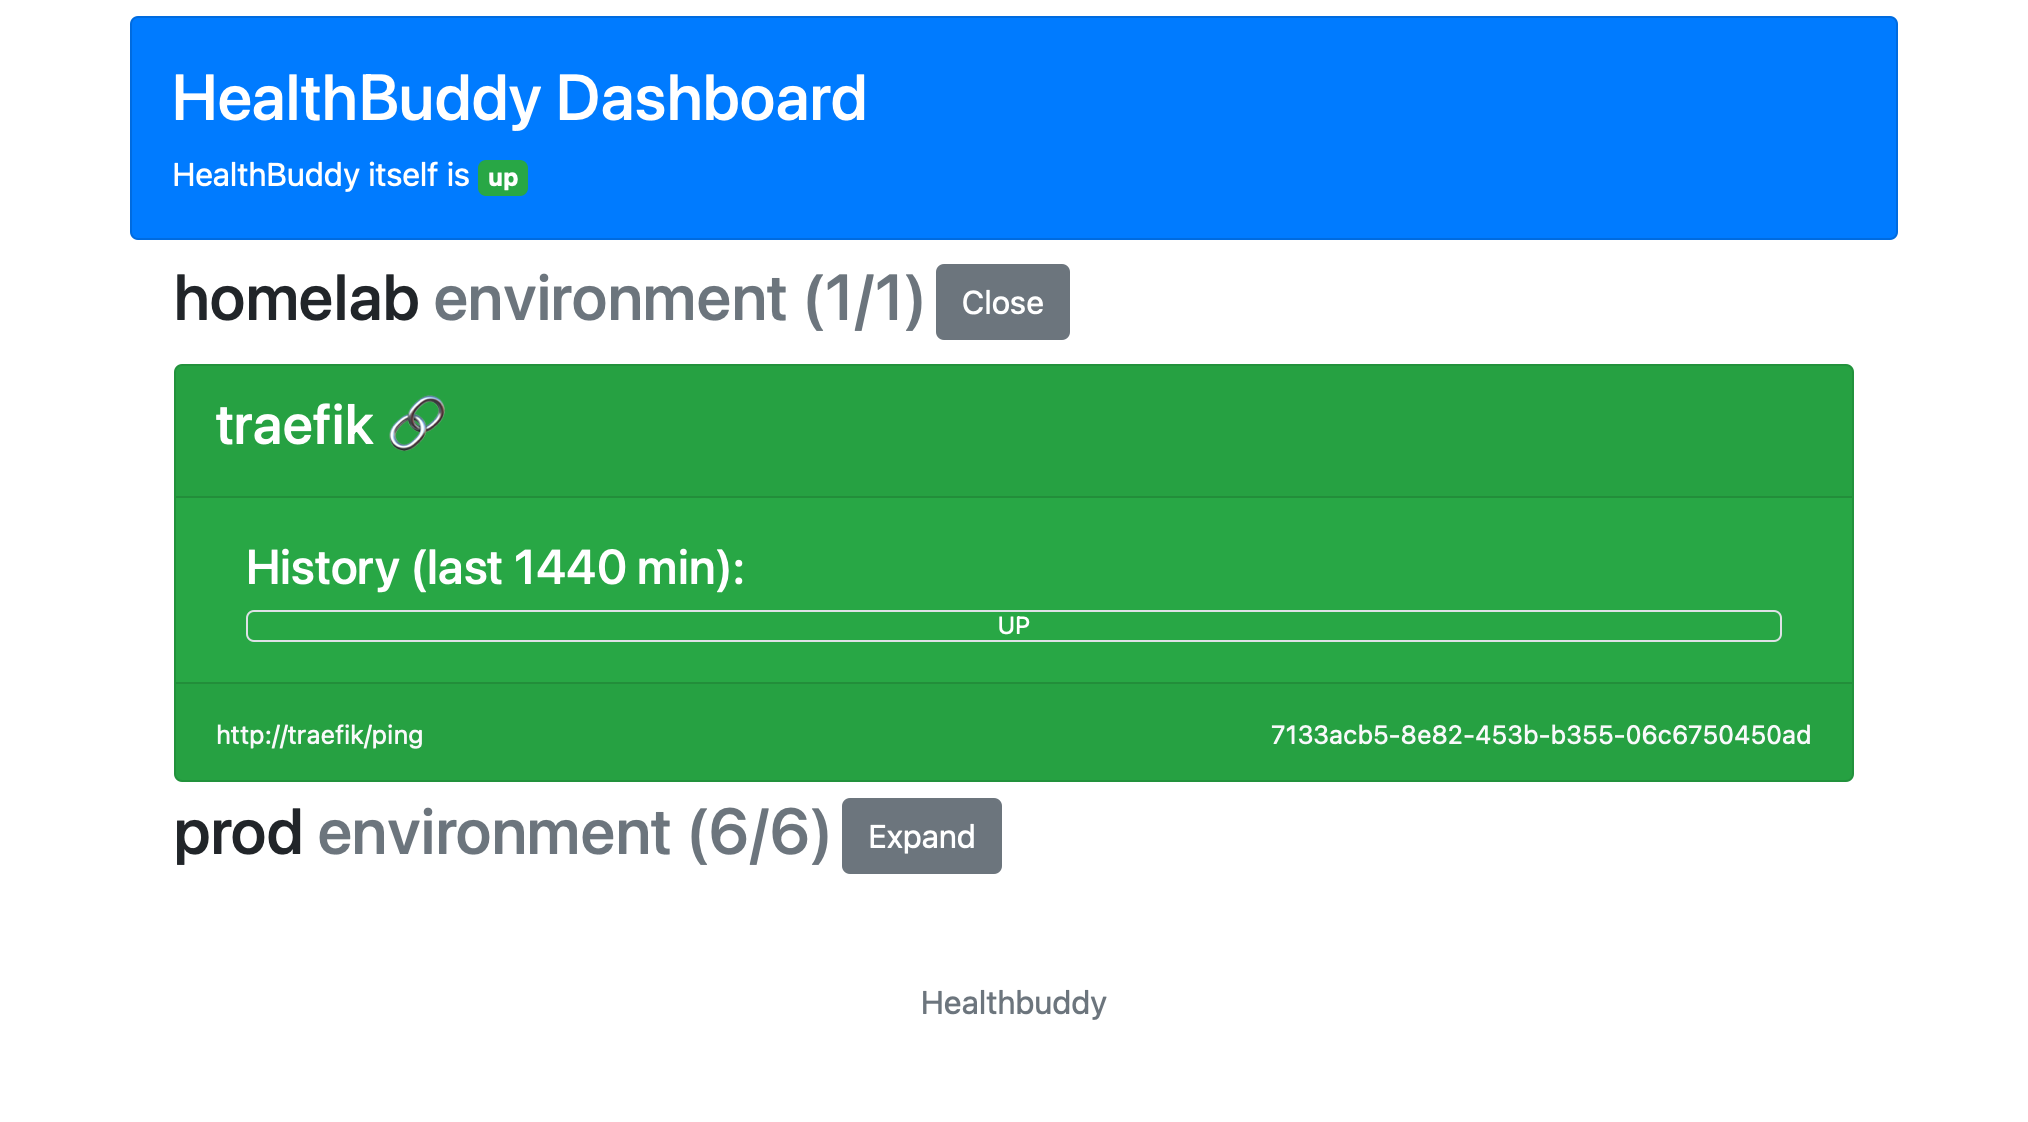 HealthBuddy Dashboard
HealthBuddy itself is up
homelab environment (1/1) Close
traefik
History (last 1440 min):
UP
http://traefik/ping 7133acb5-8e82-453b-b355-06c6750450ad
prod environment (6/6) Expand
Healthbuddy